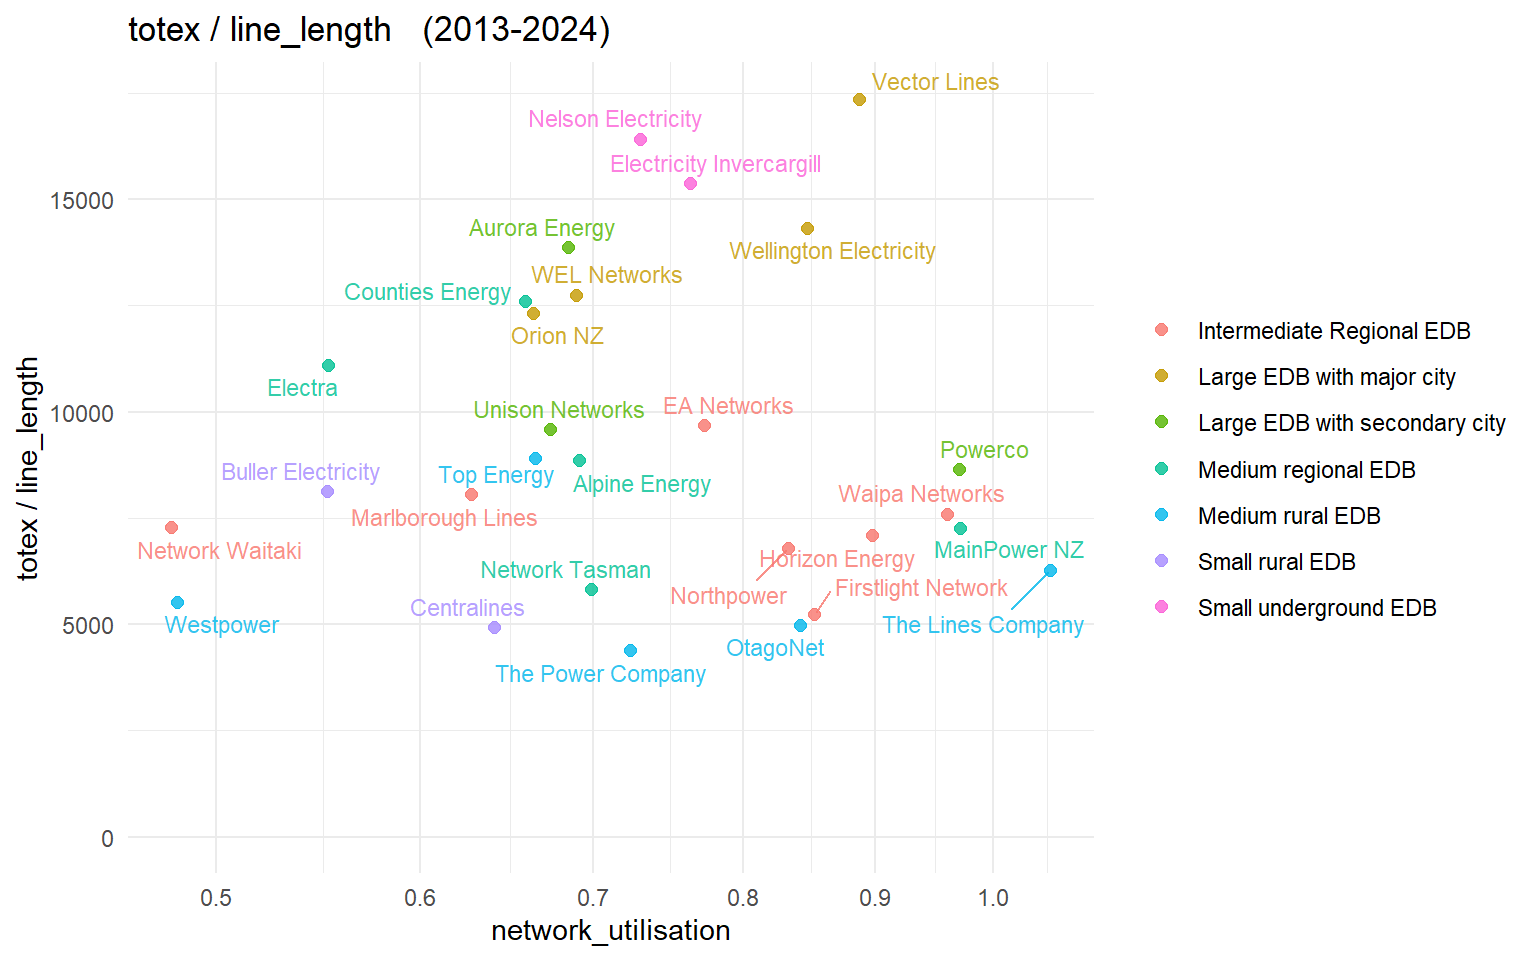 totex / line_length (2013-2024)
Vector Lines
Nelson Electricity
Electricity Invercargill
15000
Aurora Energy
Wellington Electricity
WEL Networks
Counties Energy
Orion NZ
Electra
10000
Unison Networks
EA Networks
Powerco
Buller Electricity
Top Energy
Alpine Energy
Waipa Networks
Marlborough Lines
Network Waitaki
MainPower NZ
Horizon Energy
Network Tasman
Northpower
Firstlight Network
Centralines
5000
Westpower
The Lines Company
OtagoNet
The Power Company
0
0.5 0.6 0.7 0.8 0.9 1.0
network_utilisation
totex / line_length
Intermediate Regional EDB
Large EDB with major city
Large EDB with secondary city
Medium regional EDB
Medium rural EDB
Small rural EDB
Small underground EDB